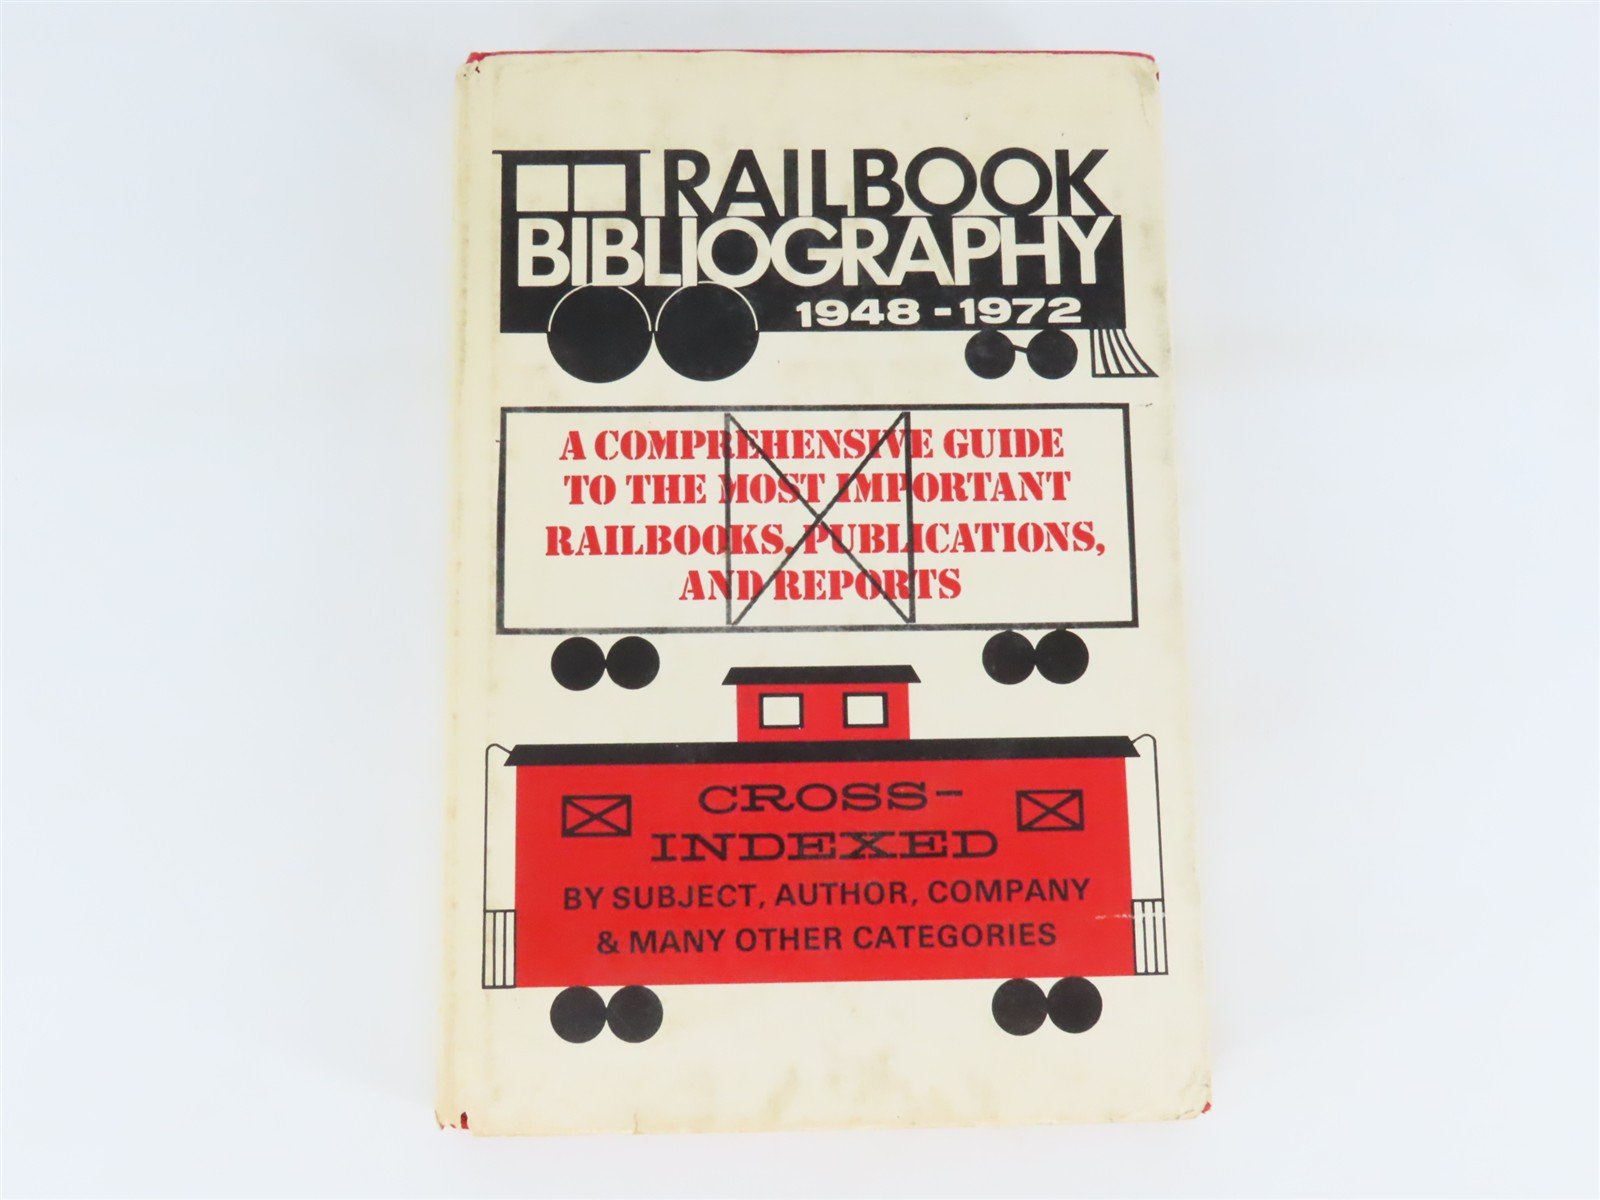 RAILBOOK
BIBLIOGRAPHY
1948 - 1972
A COMPREHENSIVE GUIDE
TO THE MOST IMPORTANT
RAILBOOKS, PUBLICATIONS,
AND REPORTS
CROSS-
INDEXED
BY SUBJECT, AUTHOR, COMPANY
& MANY OTHER CATEGORIES